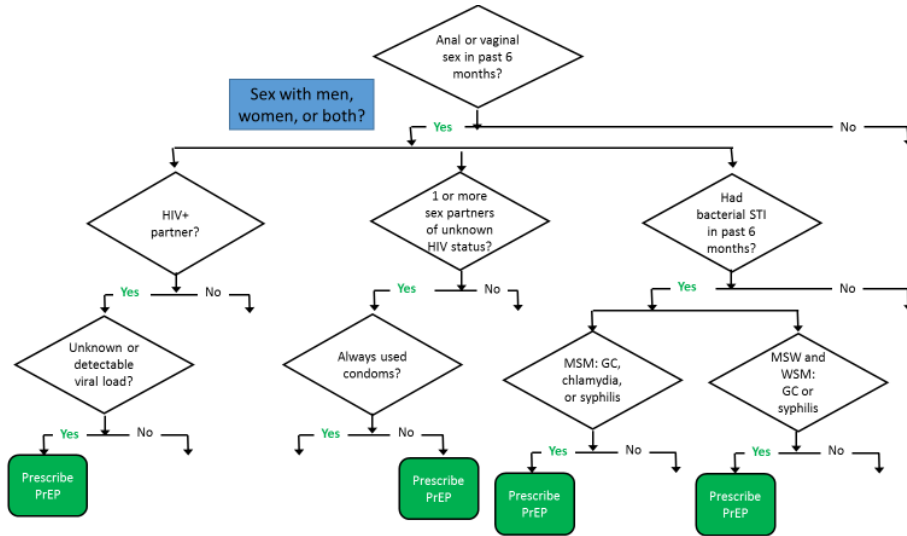 Anal or vaginal
sex in past 6
months?
Sex with men,
women, or both?
Yes
No
HIV+
partner?
1 or more
sex partners
of unknown
HIV status?
Had
bacterial STI
in past 6
months?
Yes
No
Yes
No
Yes
No
Unknown or
detectable
viral load?
Always used
condoms?
MSM: GC,
chlamydia,
or syphilis
MSW and
WSM:
GC or
syphilis
Yes
No
Yes
No
Yes
No
Yes
No
Prescribe
PrEP
Prescribe
PrEP
Prescribe
PrEP
Prescribe
PrEP